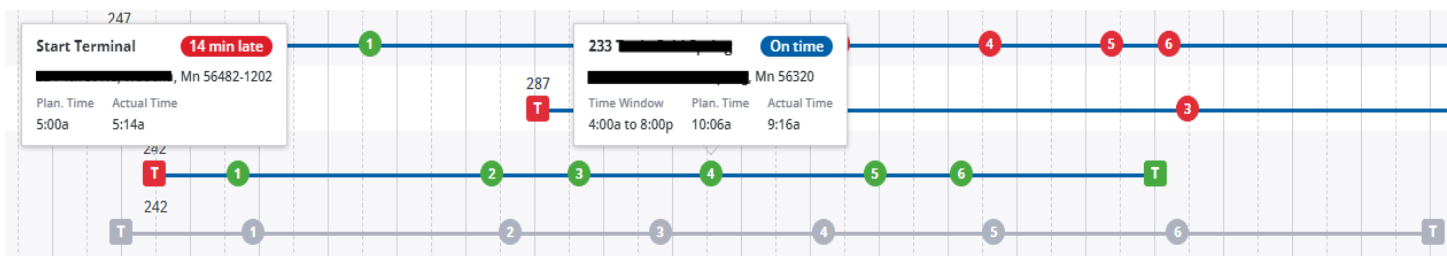 247
Start Terminal 14 min late
, Mn 56482-1202
Plan. Time Actual Time
5:00a 5:14a
1
233
On time
, Mn 56320
Time Window Plan. Time Actual Time
4:00a to 8:00p 10:06a 9:16a
4 5 6
287
T 3
242
T 1 2 3 4 5 6 T
242
T 1 2 3 4 5 6 T